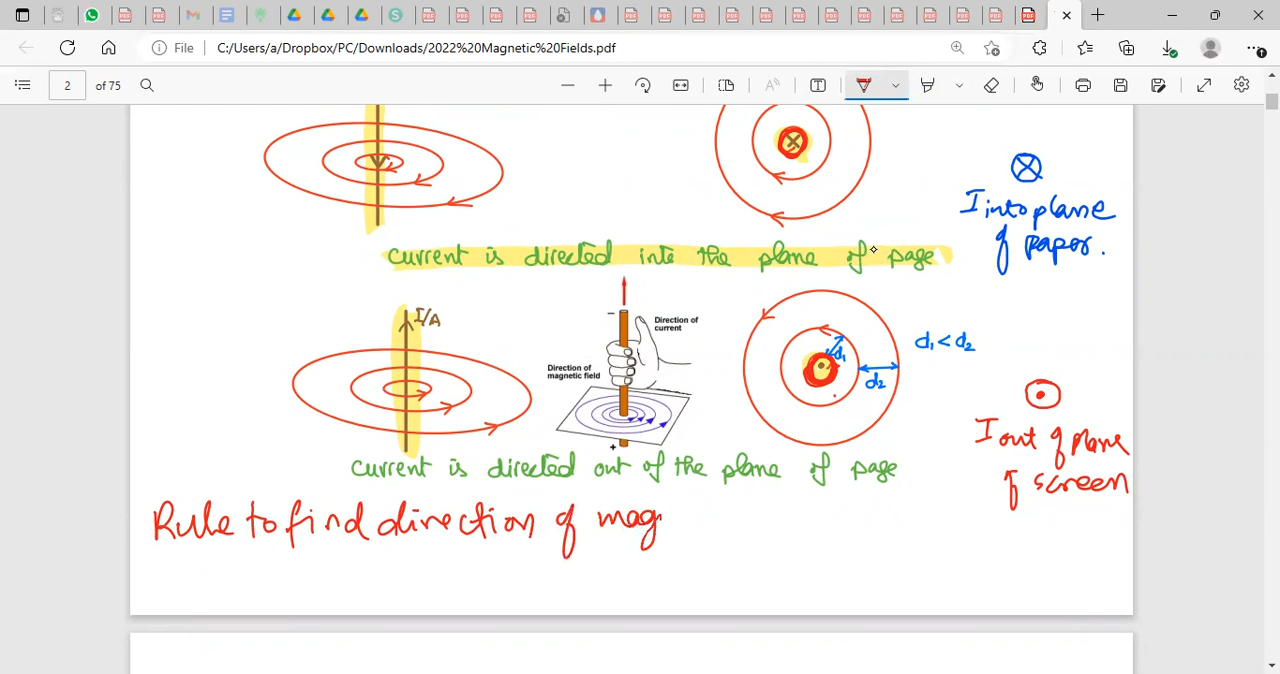 File
C:/Users/a/Dropbox/PC/Downloads/2022%20Magnetic%20Fields.pdf
2 of 75
I into plane
of paper.
current is directed into the plane of page
I/A
Direction of
current
Direction of
magnetic field
d1
d2
d1 < d2
I out of plane
of screen
current is directed out of the plane of page
Rule to find direction of mag